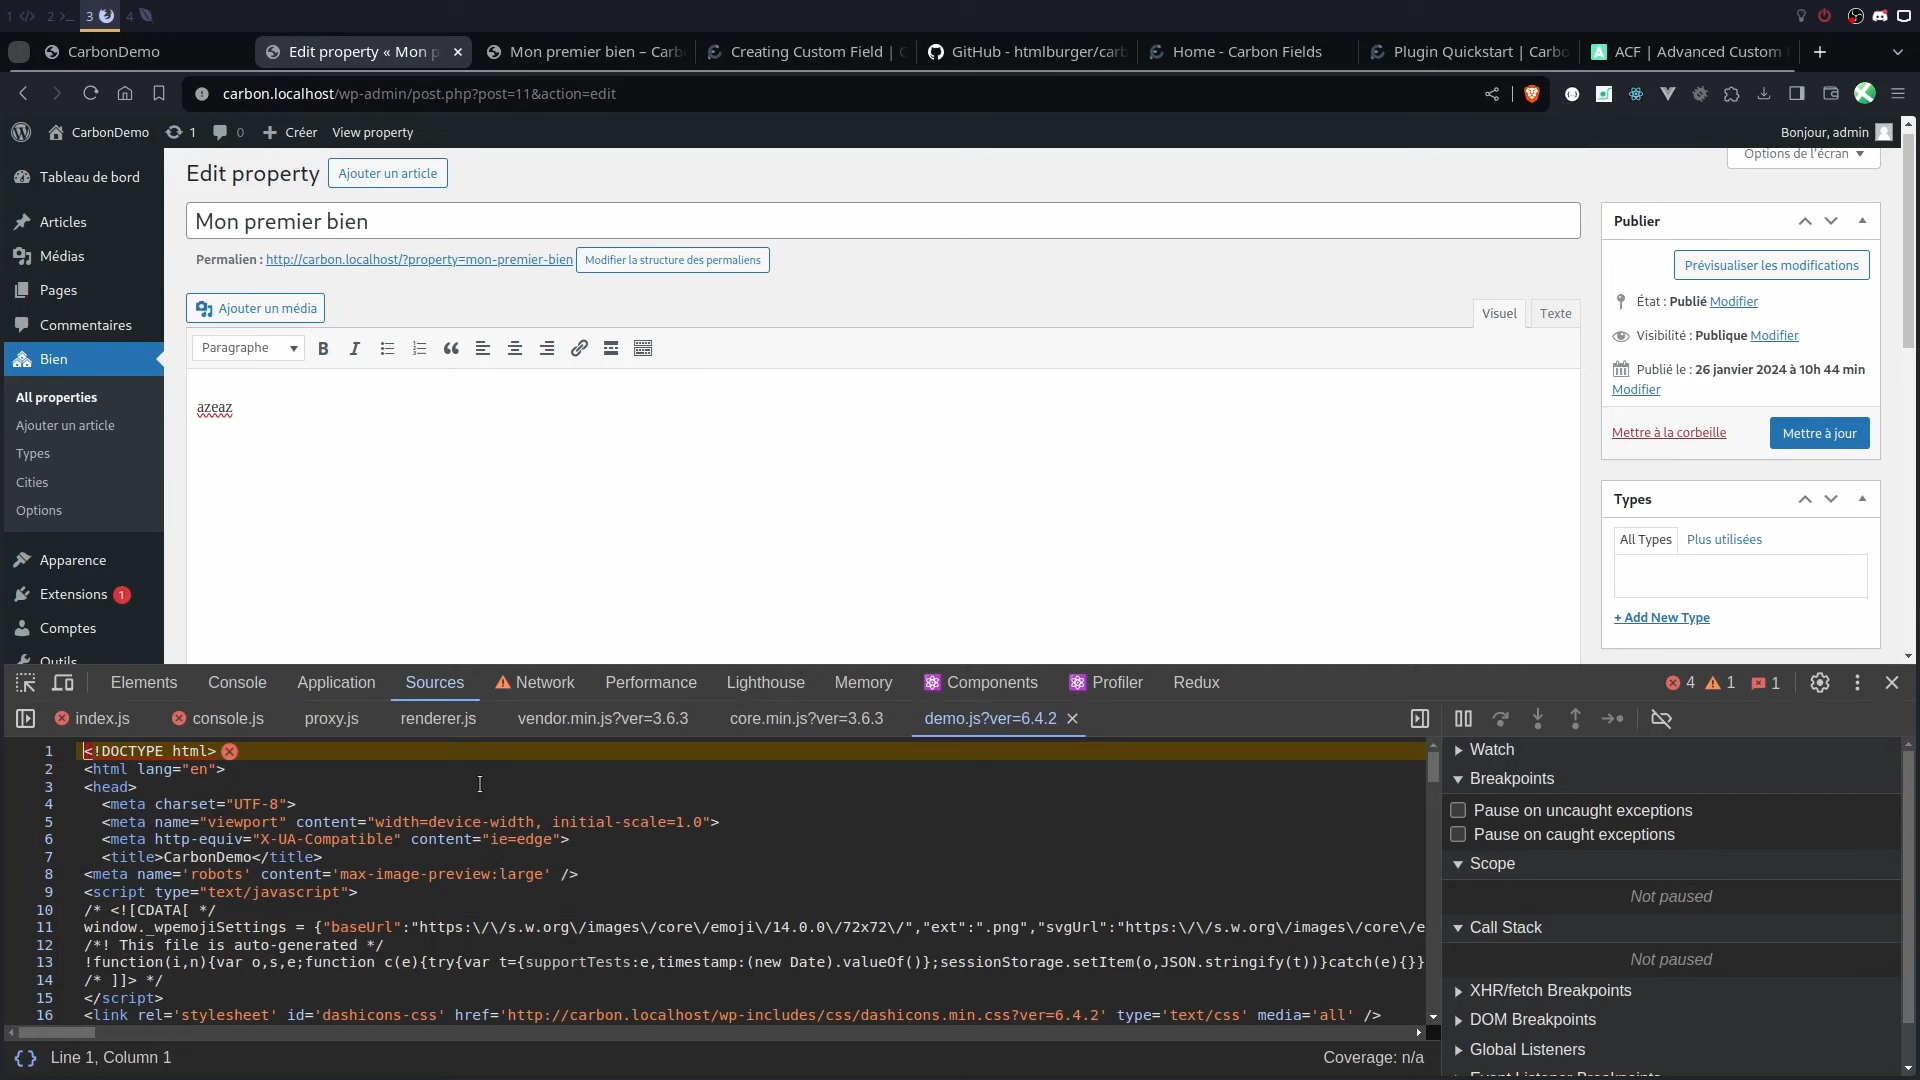 1 </> 2 >_ 3 4
CarbonDemo
Edit property « Mon p
Mon premier bien – Carb
Creating Custom Field | C
GitHub - htmlburger/carb
Home - Carbon Fields
Plugin Quickstart | Carbo
ACF | Advanced Custom
carbon.localhost/wp-admin/post.php?post=11&action=edit
CarbonDemo 1 0 Créer View property
Bonjour, admin
Tableau de bord
Articles
Médias
Pages
Commentaires
Bien
All properties
Ajouter un article
Types
Cities
Options
Apparence
Extensions 1
Comptes
Outils
Edit property Ajouter un article
Options de l'écran
Mon premier bien
Permalien : http://carbon.localhost/?property=mon-premier-bien Modifier la structure des permaliens
Ajouter un média
Visuel Texte
Paragraphe
azeaz
Publier
Prévisualiser les modifications
État : Publié Modifier
Visibilité : Publique Modifier
Publié le : 26 janvier 2024 à 10h 44 min
Modifier
Mettre à la corbeille Mettre à jour
Types
All Types Plus utilisées
+ Add New Type
Elements Console Application Sources Network Performance Lighthouse Memory Components Profiler Redux
4 1 1
index.js console.js proxy.js renderer.js vendor.min.js?ver=3.6.3 core.min.js?ver=3.6.3 demo.js?ver=6.4.2
1 <!DOCTYPE html>
2 <html lang="en">
3 <head>
4 <meta charset="UTF-8">
5 <meta name="viewport" content="width=device-width, initial-scale=1.0">
6 <meta http-equiv="X-UA-Compatible" content="ie=edge">
7 <title>CarbonDemo</title>
8 <meta name='robots' content='max-image-preview:large' />
9 <script type="text/javascript">
10 /* <![CDATA[ */
11 window._wpemojiSettings = {"baseUrl":"https:\/\/s.w.org\/images\/core\/emoji\/14.0.0\/72x72\/","ext":".png","svgUrl":"https:\/\/s.w.org\/images\/core\/e
12 /*! This file is auto-generated */
13 !function(i,n){var o,s,e;function c(e){try{var t={supportTests:e,timestamp:(new Date).valueOf()};sessionStorage.setItem(o,JSON.stringify(t))}catch(e){}}
14 /* ]]> */
15 </script>
16 <link rel='stylesheet' id='dashicons-css' href='http://carbon.localhost/wp-includes/css/dashicons.min.css?ver=6.4.2' type='text/css' media='all' />
{} Line 1, Column 1
Coverage: n/a
Watch
Breakpoints
Pause on uncaught exceptions
Pause on caught exceptions
Scope
Not paused
Call Stack
Not paused
XHR/fetch Breakpoints
DOM Breakpoints
Global Listeners
Event Listener Breakpoints